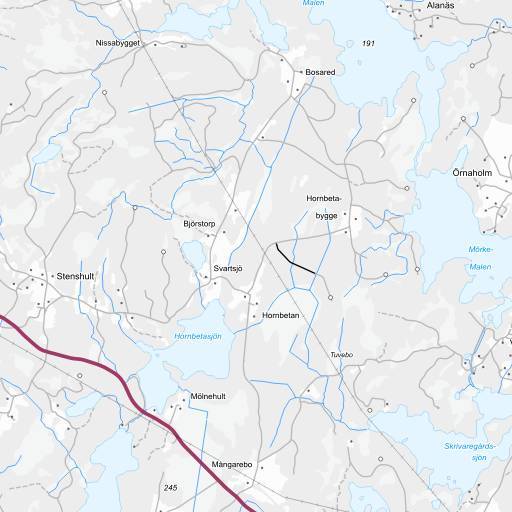 Malen
Alanäs
Nissabygget
191
Bosared
Örnaholm
Hornbeta-
bygge
Björstorp
Mörke-
Malen
Svartsjö
Stenshult
Hornbetan
Hornbetasjön
Tuvebo
Mölnehult
Skrivaregårds-
sjön
Mångarebo
245